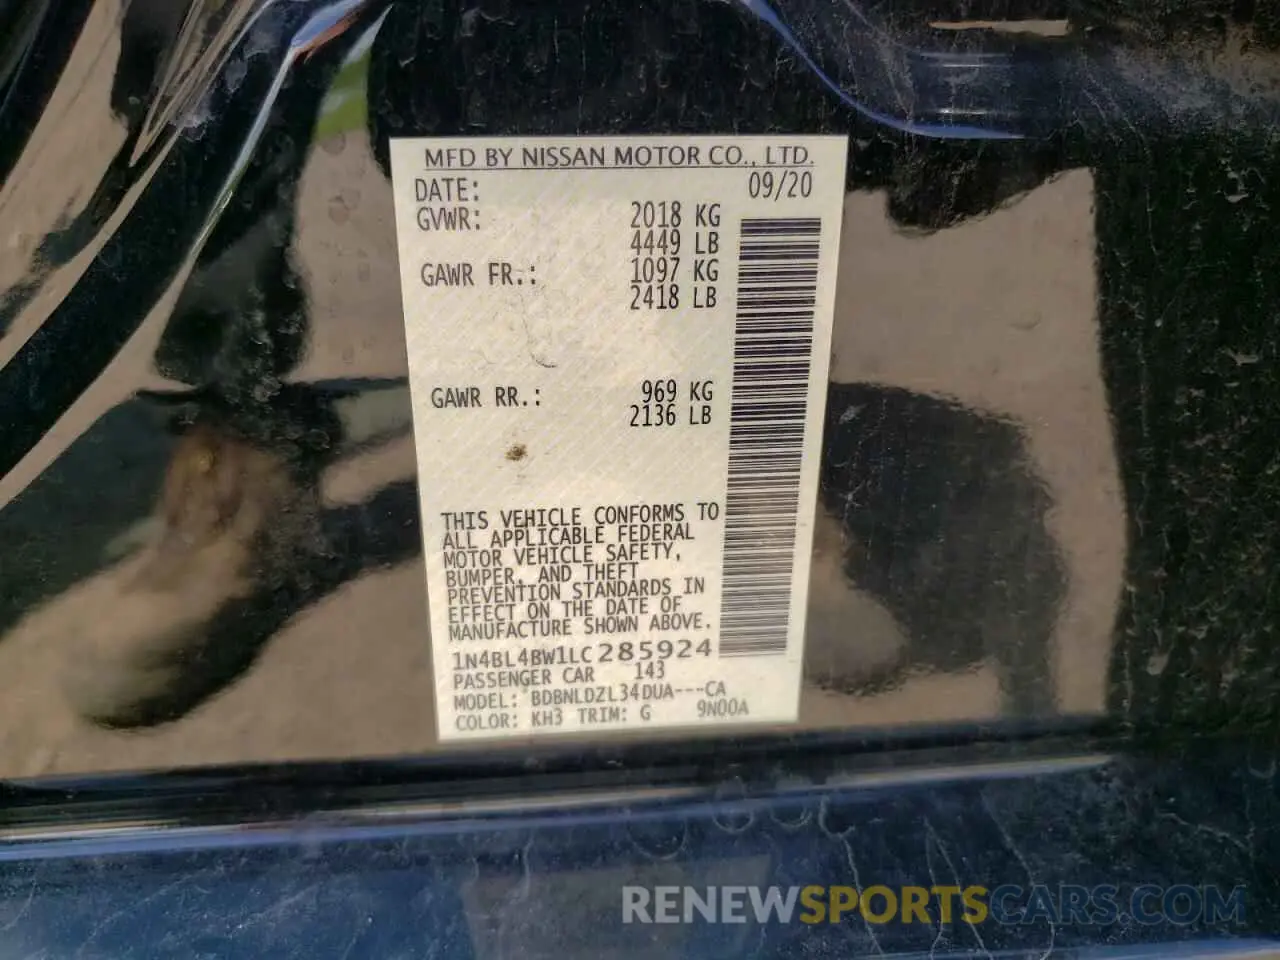 MFD BY NISSAN MOTOR CO., LTD.
DATE: 09/20
GVWR: 2018 KG
4449 LB
GAWR FR.: 1097 KG
2418 LB
GAWR RR.: 969 KG
2136 LB
THIS VEHICLE CONFORMS TO
ALL APPLICABLE FEDERAL
MOTOR VEHICLE SAFETY,
BUMPER, AND THEFT
PREVENTION STANDARDS IN
EFFECT ON THE DATE OF
MANUFACTURE SHOWN ABOVE.
1N4BL4BW1LC285924
PASSENGER CAR 143
MODEL: BDBNLDZL34DUA---CA
COLOR: KH3 TRIM: G 9N00A
RENEWSPORTSCARS.COM